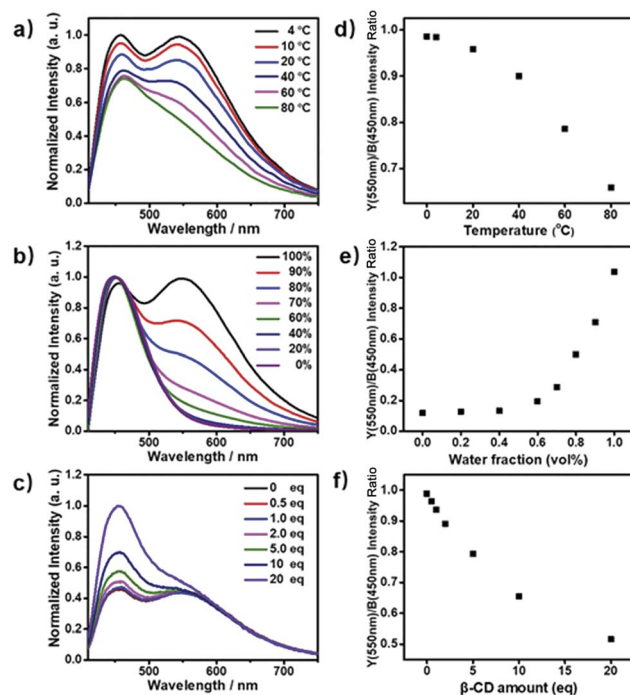 a)
4 °C
10 °C
20 °C
40 °C
60 °C
80 °C
Normalized Intensity (a. u.)
1.0
0.8
0.6
0.4
0.2
0.0
500 600 700
Wavelength / nm
d)
Y(550nm)/B(450nm) Intensity Ratio
1.0
0.9
0.8
0.7
0 20 40 60 80
Temperature (°C)
b)
100%
90%
80%
70%
60%
40%
20%
0%
Normalized Intensity (a. u.)
1.2
1.0
0.8
0.6
0.4
0.2
0.0
500 600 700
Wavelength / nm
e)
Y(550nm)/B(450nm) Intensity Ratio
1.2
1.0
0.8
0.6
0.4
0.2
0.0
0.0 0.2 0.4 0.6 0.8 1.0
Water fraction (vol%)
c)
0 eq
0.5 eq
1.0 eq
2.0 eq
5.0 eq
10 eq
20 eq
Normalized Intensity (a. u.)
1.2
1.0
0.8
0.6
0.4
0.2
0.0
500 600 700
Wavelength / nm
f)
Y(550nm)/B(450nm) Intensity Ratio
1.0
0.9
0.8
0.7
0.6
0.5
0 5 10 15 20
β-CD amount (eq)